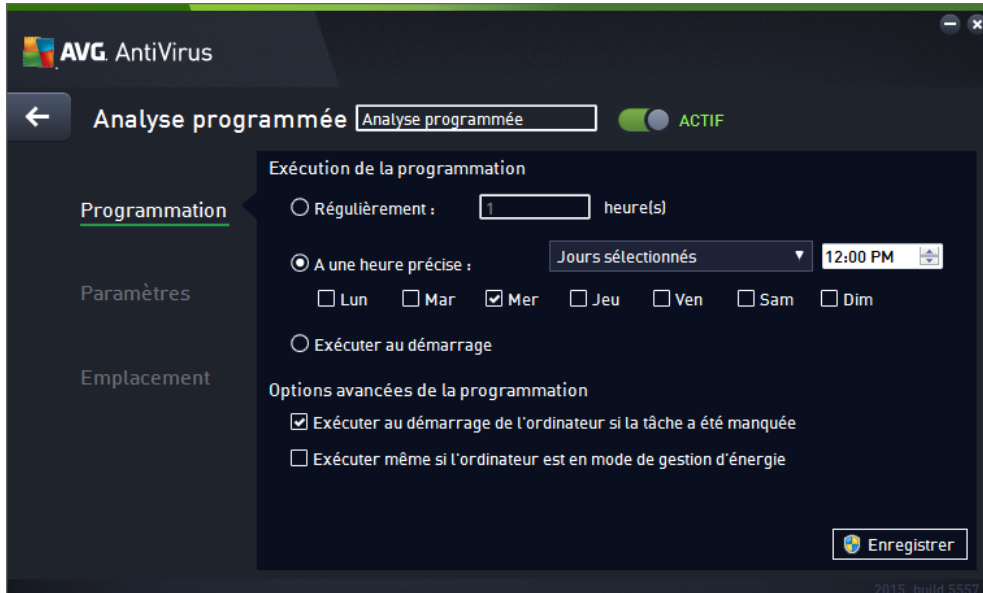 AVG. AntiVirus
Analyse programmée Analyse programmée ACTIF
Programmation
Paramètres
Emplacement
Exécution de la programmation
Régulièrement : 1 heure(s)
A une heure précise : Jours sélectionnés 12:00 PM
Lun Mar Mer Jeu Ven Sam Dim
Exécuter au démarrage
Options avancées de la programmation
Exécuter au démarrage de l'ordinateur si la tâche a été manquée
Exécuter même si l'ordinateur est en mode de gestion d'énergie
Enregistrer
2015, build 5557